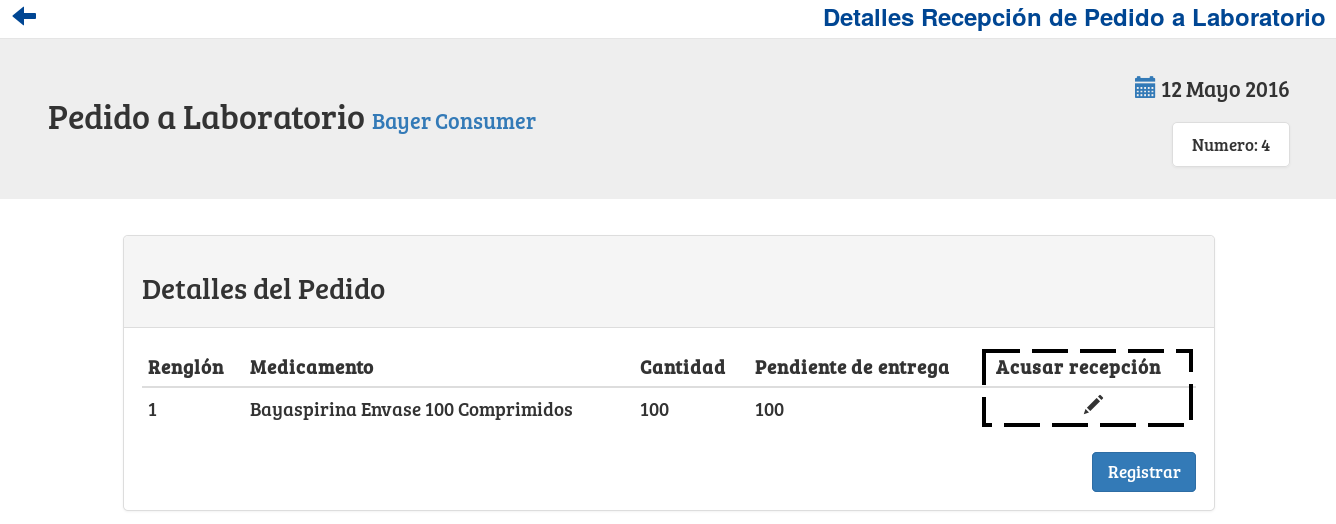 Detalles Recepción de Pedido a Laboratorio
12 Mayo 2016
Pedido a Laboratorio Bayer Consumer
Numero: 4
Detalles del Pedido
Renglón Medicamento Cantidad Pendiente de entrega Acusar recepción
1 Bayaspirina Envase 100 Comprimidos 100 100
Registrar